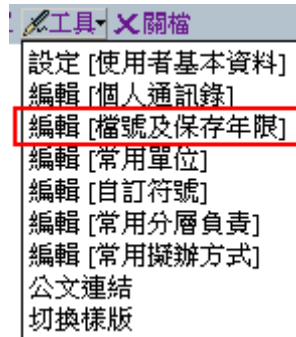 工具 關檔
設定 [使用者基本資料]
編輯 [個人通訊錄]
編輯 [檔號及保存年限]
編輯 [常用單位]
編輯 [自訂符號]
編輯 [常用分層負責]
編輯 [常用擬辦方式]
公文連結
切換樣版